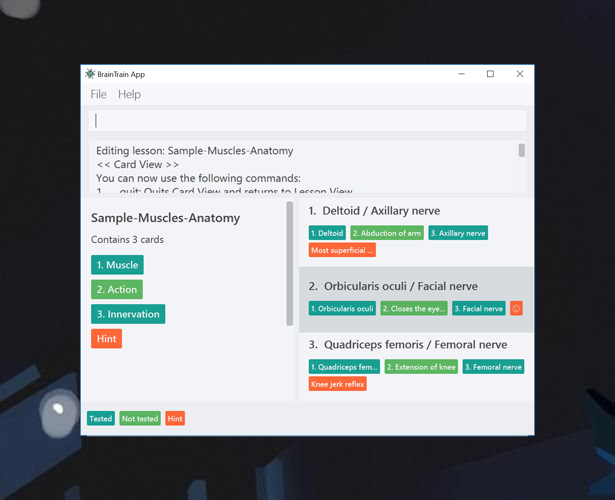 BrainTrain App
File Help
Editing lesson: Sample-Muscles-Anatomy
<< Card View >>
You can now use the following commands:
1. quit: Quits Card View and returns to Lesson View
Sample-Muscles-Anatomy
Contains 3 cards
1. Muscle
2. Action
3. Innervation
Hint
1. Deltoid / Axillary nerve
1. Deltoid 2. Abduction of arm 3. Axillary nerve
Most superficial ...
2. Orbicularis oculi / Facial nerve
1. Orbicularis oculi 2. Closes the eye... 3. Facial nerve
3. Quadriceps femoris / Femoral nerve
1. Quadriceps fem... 2. Extension of knee 3. Femoral nerve
Knee jerk reflex
Tested Not tested Hint